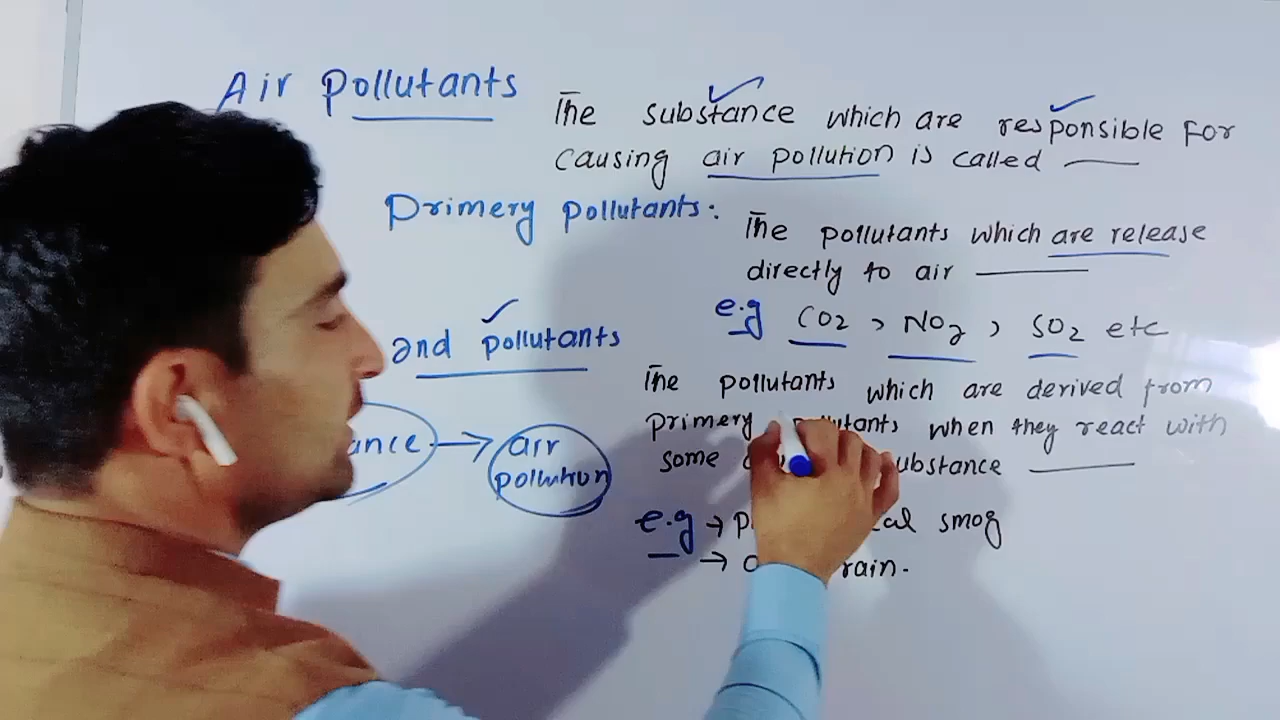 Air pollutants
The substance which are responsible for
causing air pollution is called
primery pollutants:
The pollutants which are release
directly to air
e.g CO2, NO2, SO2 etc
and pollutants
The pollutants which are derived from
primery when they react with
some
ance → air
pollution
e.g → smog
→ rain.